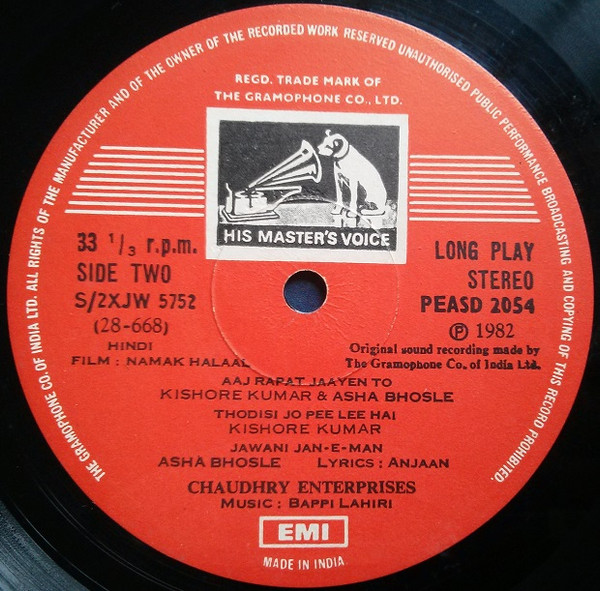 THE GRAMOPHONE CO. OF INDIA LTD. ALL RIGHTS OF THE MANUFACTURER AND OF THE OWNER OF THE RECORDED WORK RESERVED UNAUTHORISED PUBLIC PERFORMANCE BROADCASTING AND COPYING OF THIS RECORD PROHIBITED.
REGD. TRADE MARK OF
THE GRAMOPHONE CO., LTD.
HIS MASTER'S VOICE
33 1/3 r.p.m.
SIDE TWO
S/2XJW 5752
(28-668)
HINDI
FILM : NAMAK HALAAL
LONG PLAY
STEREO
PEASD 2054
Ⓟ 1982
Original sound recording made by
The Gramophone Co. of India Ltd.
AAJ RAPAT JAAYEN TO
KISHORE KUMAR & ASHA BHOSLE
THODISI JO PEE LEE HAI
KISHORE KUMAR
JAWANI JAN-E-MAN
ASHA BHOSLE LYRICS : ANJAAN
CHAUDHRY ENTERPRISES
MUSIC : BAPPI LAHIRI
EMI
MADE IN INDIA